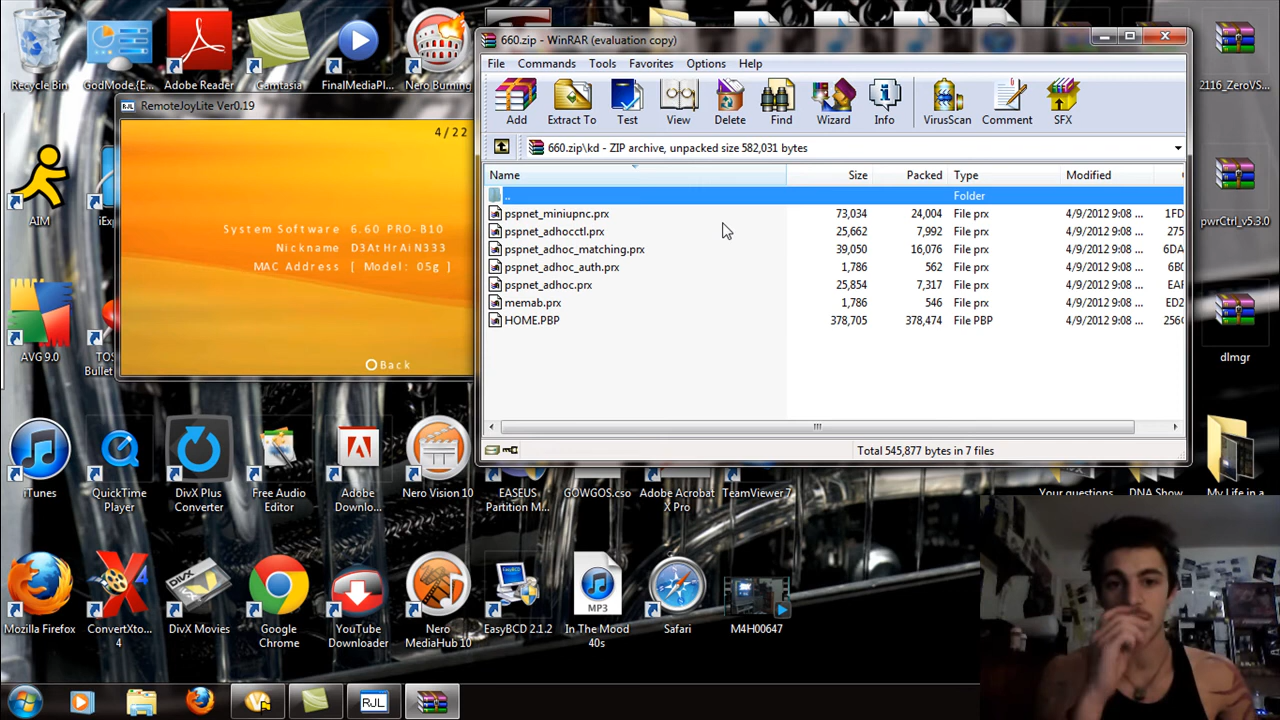 Recycle Bin
GodMode.{E...
Adobe Reader
Camtasia
FinalMediaPl...
Nero Burning
RemoteJoyLite Ver0.19
4/22
System Software 6.60 PRO-B10
Nickname D3AtHrAiN333
MAC Address [ Model: 05g ]
Back
660.zip - WinRAR (evaluation copy)
File Commands Tools Favorites Options Help
Add Extract To Test View Delete Find Wizard Info VirusScan Comment SFX
660.zip\kd - ZIP archive, unpacked size 582,031 bytes
Name Size Packed Type Modified
.. Folder
pspnet_miniupnc.prx 73,034 24,004 File prx 4/9/2012 9:08 ... 1FD
pspnet_adhocctl.prx 25,662 7,992 File prx 4/9/2012 9:08 ... 275
pspnet_adhoc_matching.prx 39,050 16,076 File prx 4/9/2012 9:08 ... 6DA
pspnet_adhoc_auth.prx 1,786 562 File prx 4/9/2012 9:08 ... 6B0
pspnet_adhoc.prx 25,854 7,317 File prx 4/9/2012 9:08 ... EAF
memab.prx 1,786 546 File prx 4/9/2012 9:08 ... ED2
HOME.PBP 378,705 378,474 File PBP 4/9/2012 9:08 ... 256
Total 545,877 bytes in 7 files
2116_ZeroVS...
pwrCtrl_v5.3.0
dlmgr
AIM
iExp
AVG 9.0
TOS
Bullet
iTunes
QuickTime
Player
DivX Plus
Converter
Free Audio
Editor
Adobe
Downlo...
Nero Vision 10
EASEUS
Partition M...
GOWGOS.cso
Adobe Acrobat
X Pro
TeamViewer 7
Your questions
DNA Show
My Life in a
Mozilla Firefox
ConvertXto...
4
DivX Movies
Google
Chrome
YouTube
Downloader
Nero
MediaHub 10
EasyBCD 2.1.2
MP3
In The Mood
40s
Safari
M4H00647
RJL